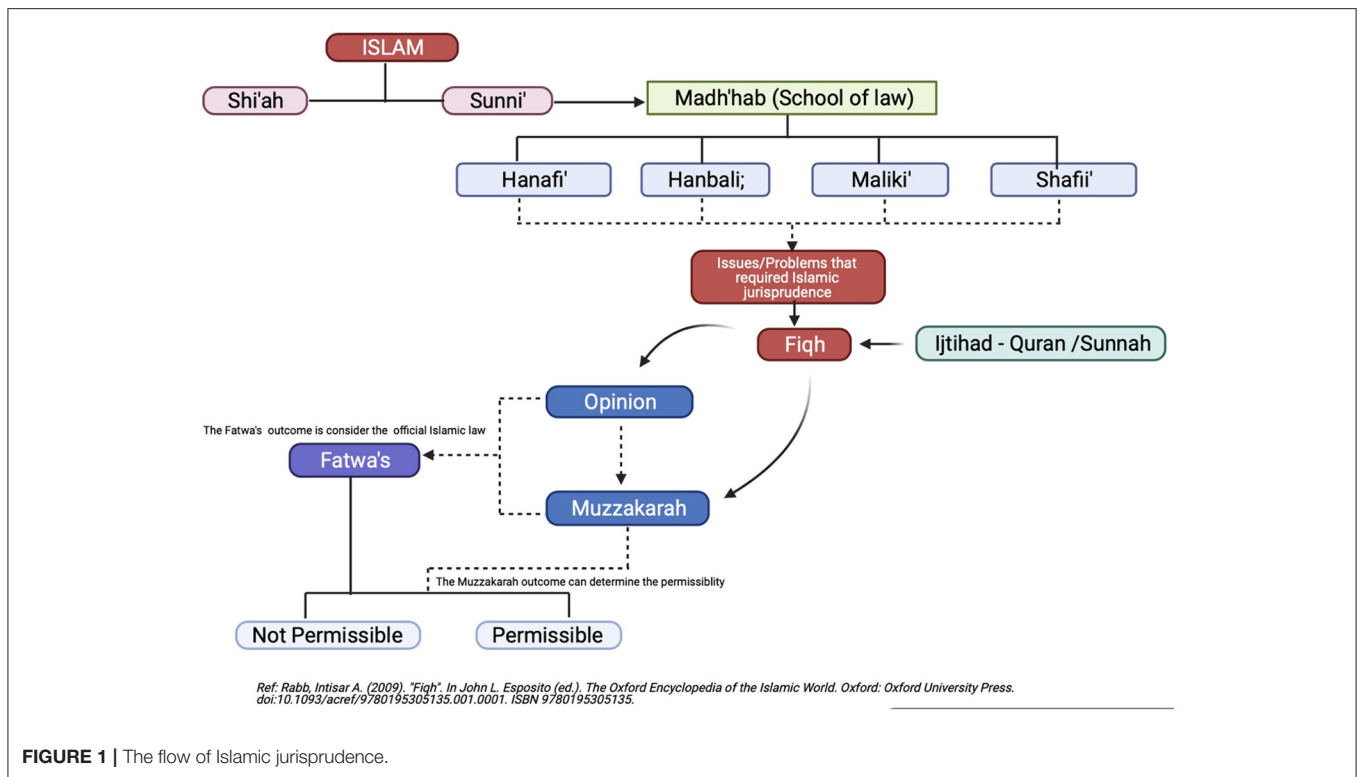 ISLAM
Shi'ah
Sunni'
Madh'hab (School of law)
Hanafi'
Hanbali;
Maliki'
Shafii'
Issues/Problems that
required Islamic
jurisprudence
Fiqh
Ijtihad - Quran /Sunnah
Opinion
The Fatwa's outcome is consider the official Islamic law
Fatwa's
Muzzakarah
The Muzzakarah outcome can determine the permissiblity
Not Permissible
Permissible
Ref: Rabb, Intisar A. (2009). "Fiqh". In John L. Esposito (ed.). The Oxford Encyclopedia of the Islamic World. Oxford: Oxford University Press.
doi:10.1093/acref/9780195305135.001.0001. ISBN 9780195305135.
FIGURE 1 | The flow of Islamic jurisprudence.